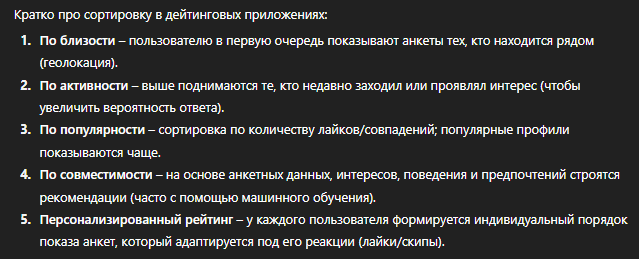 Кратко про сортировку в дейтинговых приложениях:
1. По близости – пользователю в первую очередь показывают анкеты тех, кто находится рядом
(геолокация).
2. По активности – выше поднимаются те, кто недавно заходил или проявлял интерес (чтобы
увеличить вероятность ответа).
3. По популярности – сортировка по количеству лайков/совпадений; популярные профили
показываются чаще.
4. По совместимости – на основе анкетных данных, интересов, поведения и предпочтений строятся
рекомендации (часто с помощью машинного обучения).
5. Персонализированный рейтинг – у каждого пользователя формируется индивидуальный порядок
показа анкет, который адаптируется под его реакции (лайки/скипы).